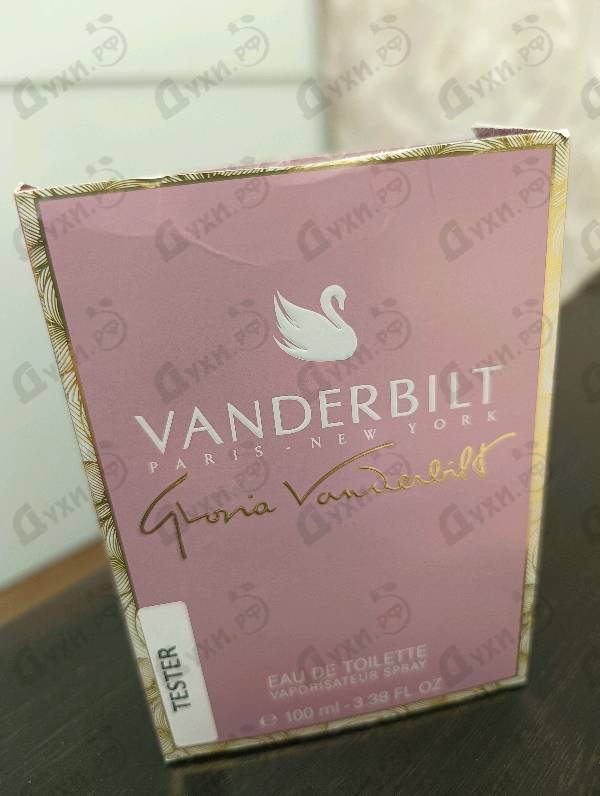 VANDERBILT
PARIS - NEW YORK
Gloria Vanderbilt
TESTER
EAU DE TOILETTE
VAPORISATEUR SPRAY
e 100 ml - 3.38 FL OZ
Духи.РФ